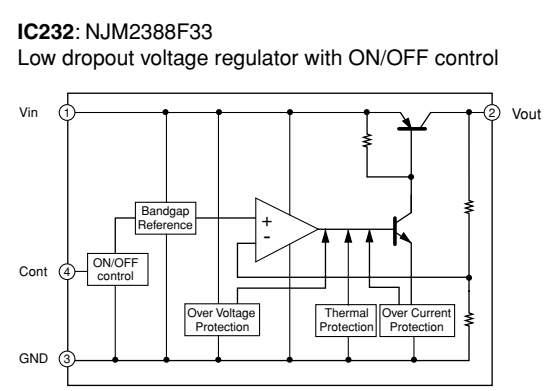 IC232: NJM2388F33
Low dropout voltage regulator with ON/OFF control
Vin
1
2
Vout
Bandgap
Reference
+
-
Cont
4
ON/OFF
control
Over Voltage
Protection
Thermal
Protection
Over Current
Protection
GND
3